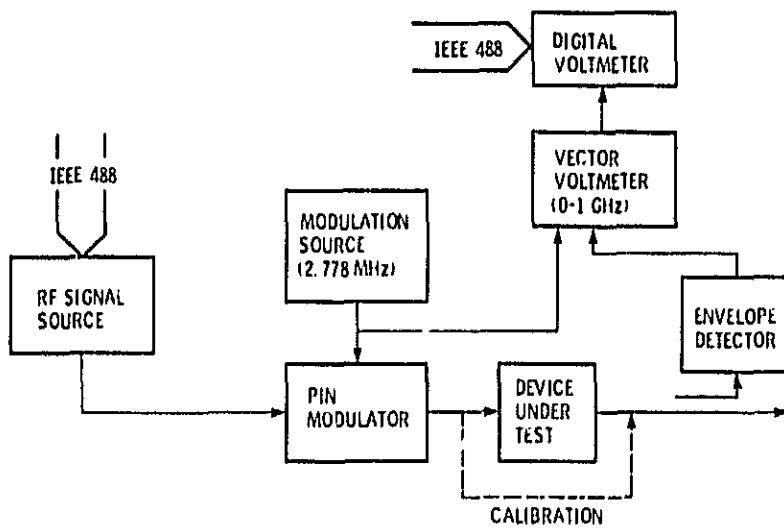 IEEE 488
DIGITAL
VOLTMETER
IEEE 488
VECTOR
VOLTMETER
(0-1 GHz)
MODULATION
SOURCE
(2.778 MHz)
RF SIGNAL
SOURCE
ENVELOPE
DETECTOR
PIN
MODULATOR
DEVICE
UNDER
TEST
CALIBRATION